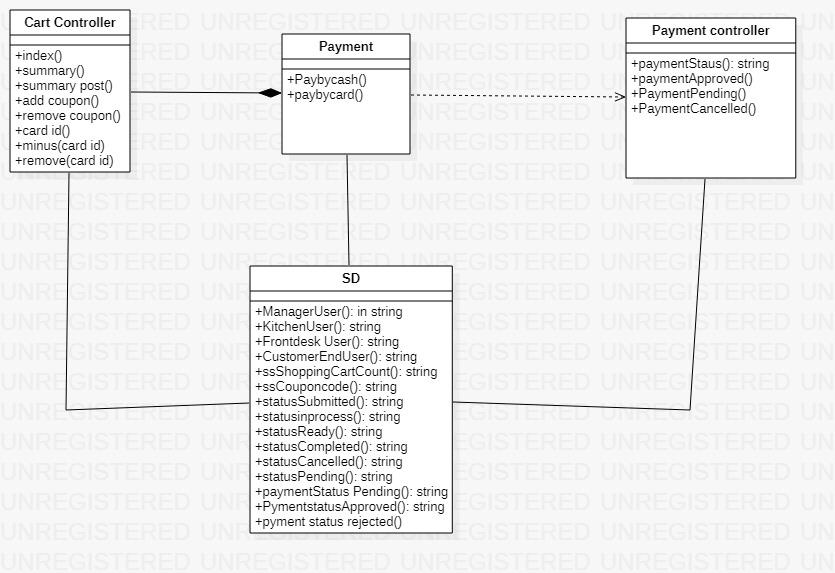 Cart Controller
+index()
+summary()
+summary post()
+add coupon()
+remove coupon()
+card id()
+minus(card id)
+remove(card id)
Payment
+Paybycash()
+paybycard()
Payment controller
+paymentStaus(): string
+paymentApproved()
+PaymentPending()
+PaymentCancelled()
SD
+ManagerUser(): in string
+KitchenUser(): string
+Frontdesk User(): string
+CustomerEndUser(): string
+ssShoppingCartCount(): string
+ssCouponcode(): string
+statusSubmitted(): string
+statusinprocess(): string
+statusReady(): string
+statusCompleted(): string
+statusCancelled(): string
+statusPending(): string
+paymentStatus Pending(): string
+PymentstatusApproved(): string
+pyment status rejected()
UNREGISTERED